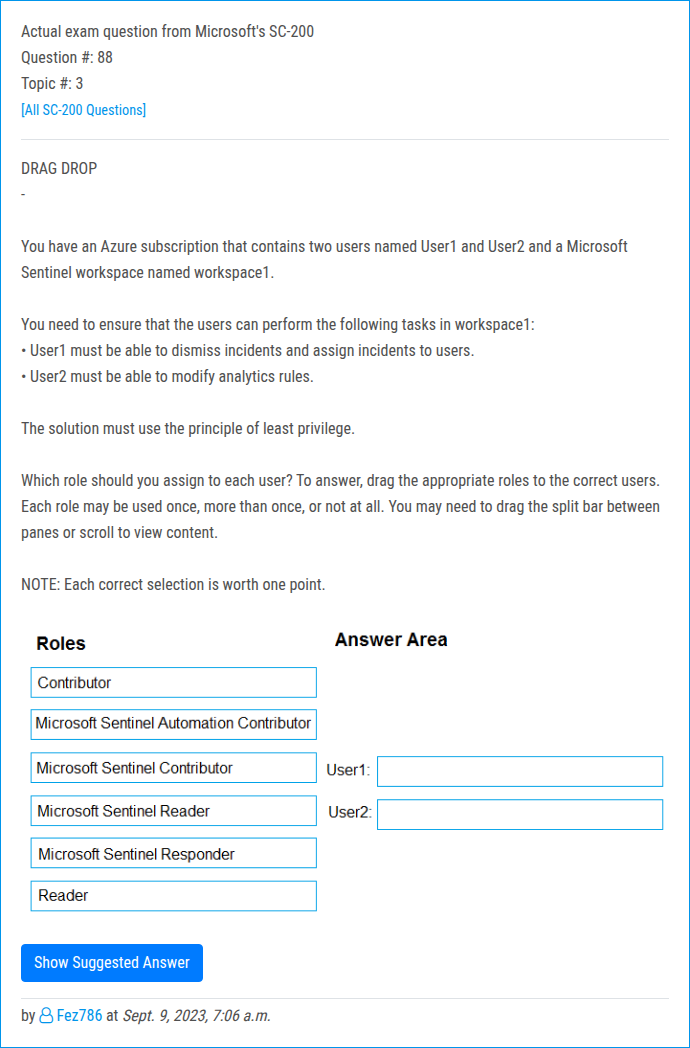 Actual exam question from Microsoft's SC-200
Question #: 88
Topic #: 3
[All SC-200 Questions]
DRAG DROP
-
You have an Azure subscription that contains two users named User1 and User2 and a Microsoft
Sentinel workspace named workspace1.
You need to ensure that the users can perform the following tasks in workspace1:
• User1 must be able to dismiss incidents and assign incidents to users.
• User2 must be able to modify analytics rules.
The solution must use the principle of least privilege.
Which role should you assign to each user? To answer, drag the appropriate roles to the correct users.
Each role may be used once, more than once, or not at all. You may need to drag the split bar between
panes or scroll to view content.
NOTE: Each correct selection is worth one point.
Roles
Contributor
Microsoft Sentinel Automation Contributor
Microsoft Sentinel Contributor
Microsoft Sentinel Reader
Microsoft Sentinel Responder
Reader
Answer Area
User1:
User2:
Show Suggested Answer
by Fez786 at Sept. 9, 2023, 7:06 a.m.